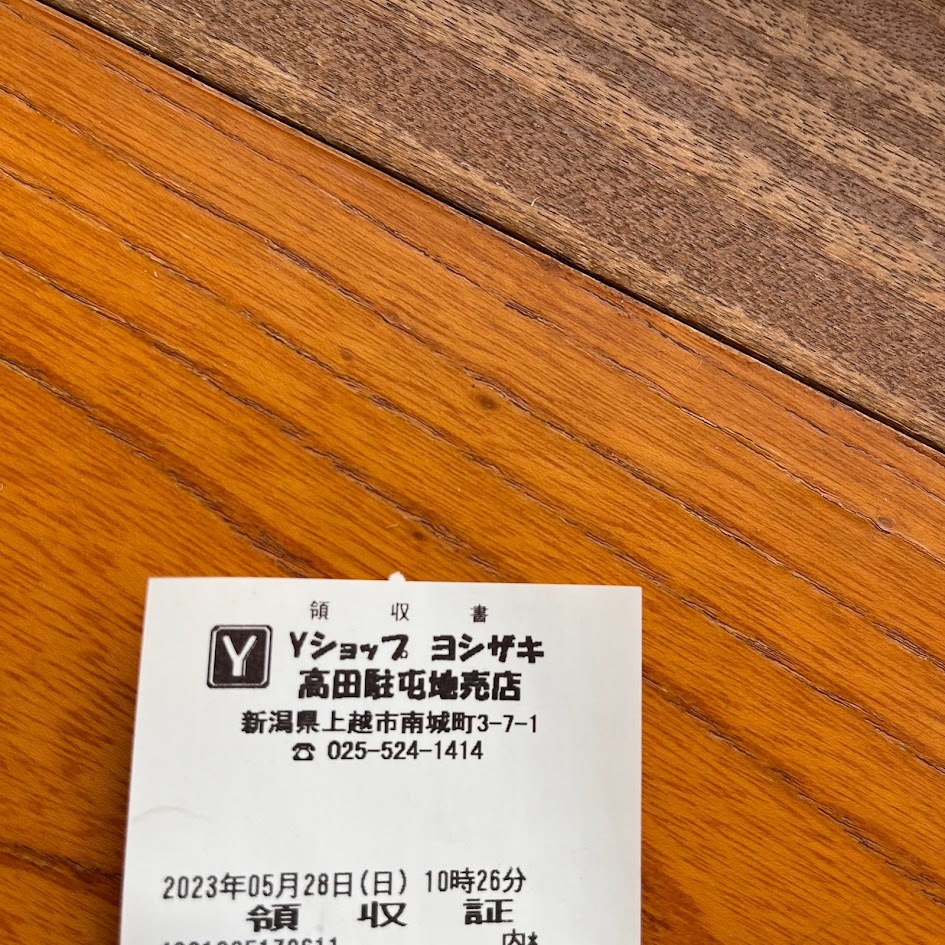 領 収 書
Y Yショップ ヨシザキ
高田駐屯地売店
新潟県上越市南城町3-7-1
☎ 025-524-1414
2023年05月28日(日) 10時26分
領 収 証
内*